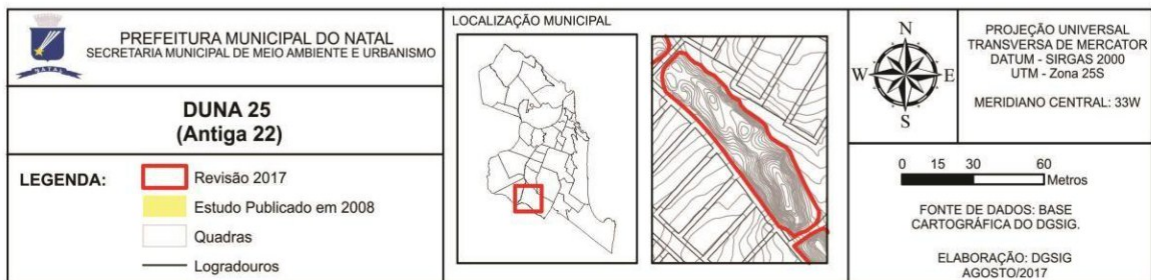 PREFEITURA MUNICIPAL DO NATAL
SECRETARIA MUNICIPAL DE MEIO AMBIENTE E URBANISMO
NATAL
DUNA 25
(Antiga 22)
LEGENDA:
Revisão 2017
Estudo Publicado em 2008
Quadras
Logradouros
LOCALIZAÇÃO MUNICIPAL
N
W E
S
PROJEÇÃO UNIVERSAL
TRANSVERSA DE MERCATOR
DATUM - SIRGAS 2000
UTM - Zona 25S
MERIDIANO CENTRAL: 33W
0 15 30 60
Metros
FONTE DE DADOS: BASE
CARTOGRÁFICA DO DGSIG.
ELABORAÇÃO: DGSIG
AGOSTO/2017